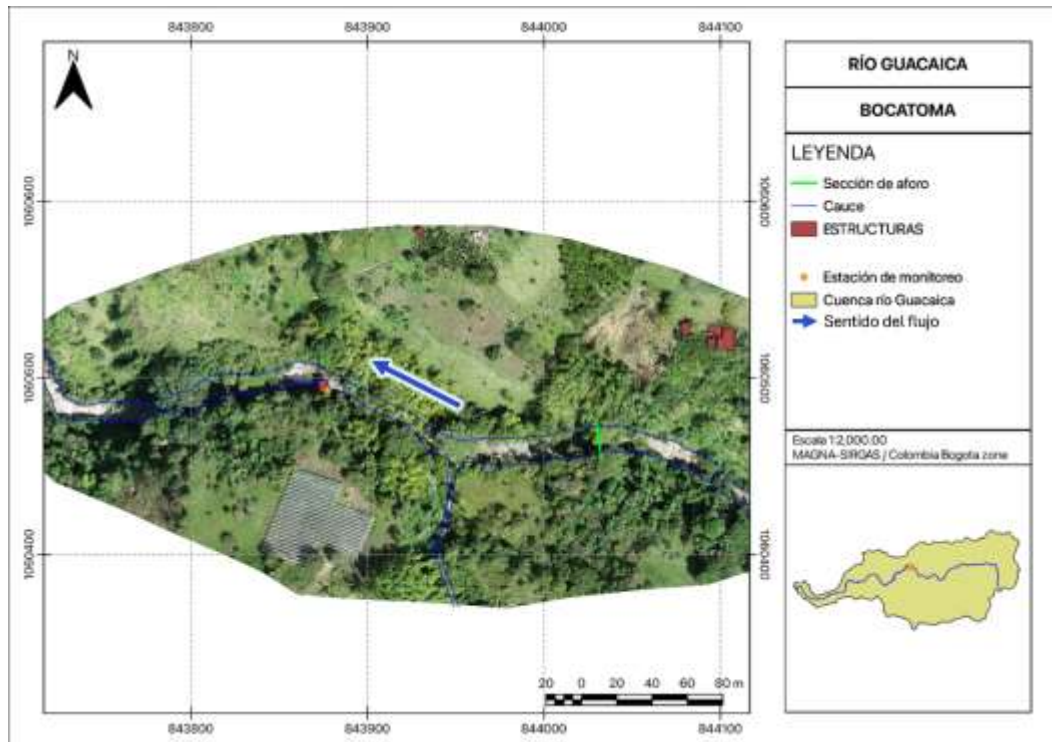 843800 843900 844000 844100
N
1060600 1060600
1060500 1060500
1060400 1060400
20 0 20 40 60 80 m
843800 843900 844000 844100
RÍO GUACAICA
BOCATOMA
LEYENDA
Sección de aforo
Cauce
ESTRUCTURAS
Estación de monitoreo
Cuenca río Guacaica
Sentido del flujo
Escala 1:2,000.00
MAGNA-SIRGAS / Colombia Bogota zone